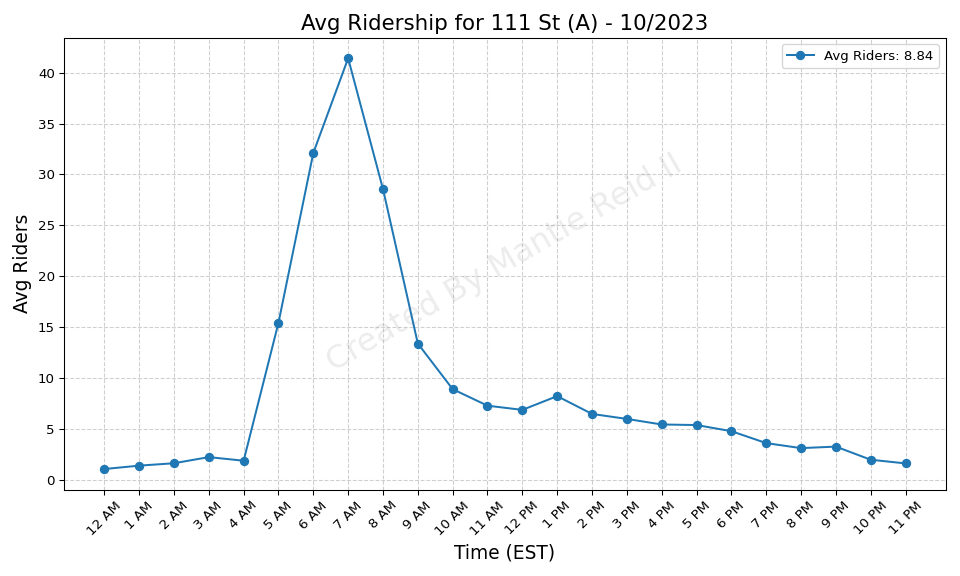 Avg Ridership for 111 St (A) - 10/2023
Avg Riders: 8.84
40
35
30
25
20
15
10
5
0
Avg Riders
Created By Mantle Reid II
12 AM
1 AM
2 AM
3 AM
4 AM
5 AM
6 AM
7 AM
8 AM
9 AM
10 AM
11 AM
12 PM
1 PM
2 PM
3 PM
4 PM
5 PM
6 PM
7 PM
8 PM
9 PM
10 PM
11 PM
Time (EST)